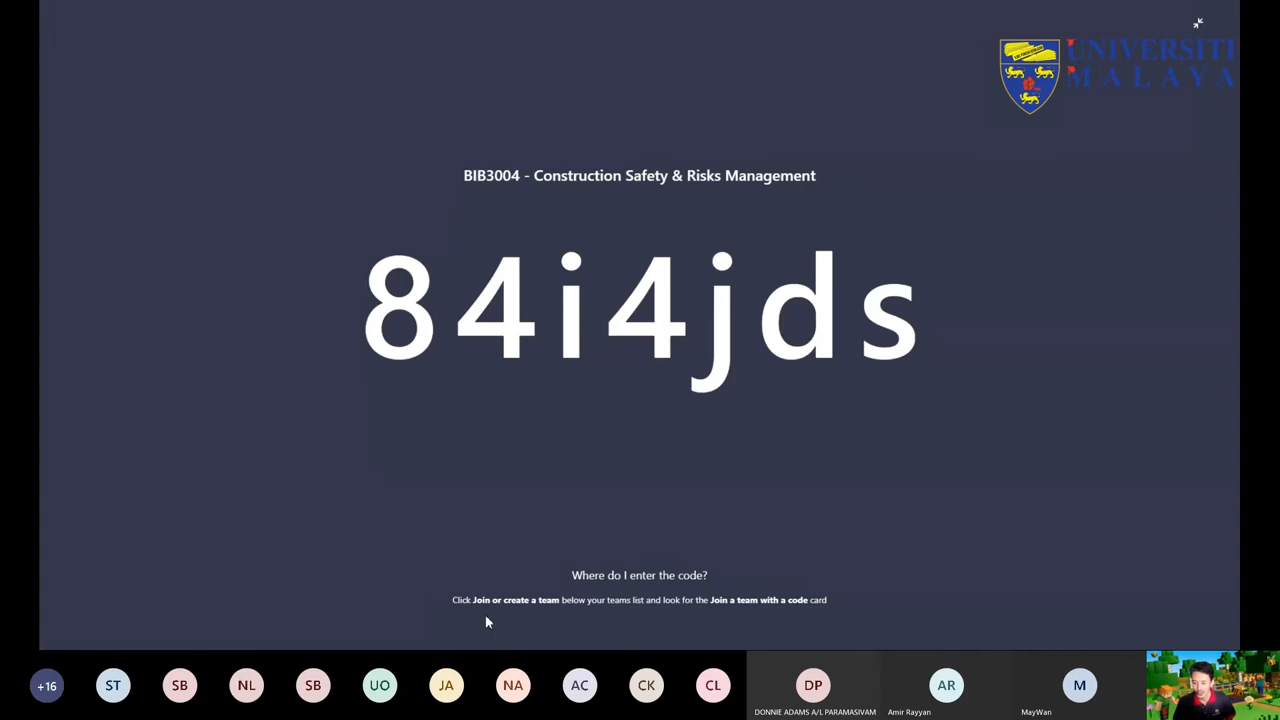 UNIVERSITI
MALAYA
BIB3004 - Construction Safety & Risks Management
84i4jds
Where do I enter the code?
Click Join or create a team below your teams list and look for the Join a team with a code card
+16
ST
SB
NL
SB
UO
JA
NA
AC
CK
CL
DP
AR
M
DONNIE ADAMS A/L PARAMASIVAM
Amir Rayyan
MayWan